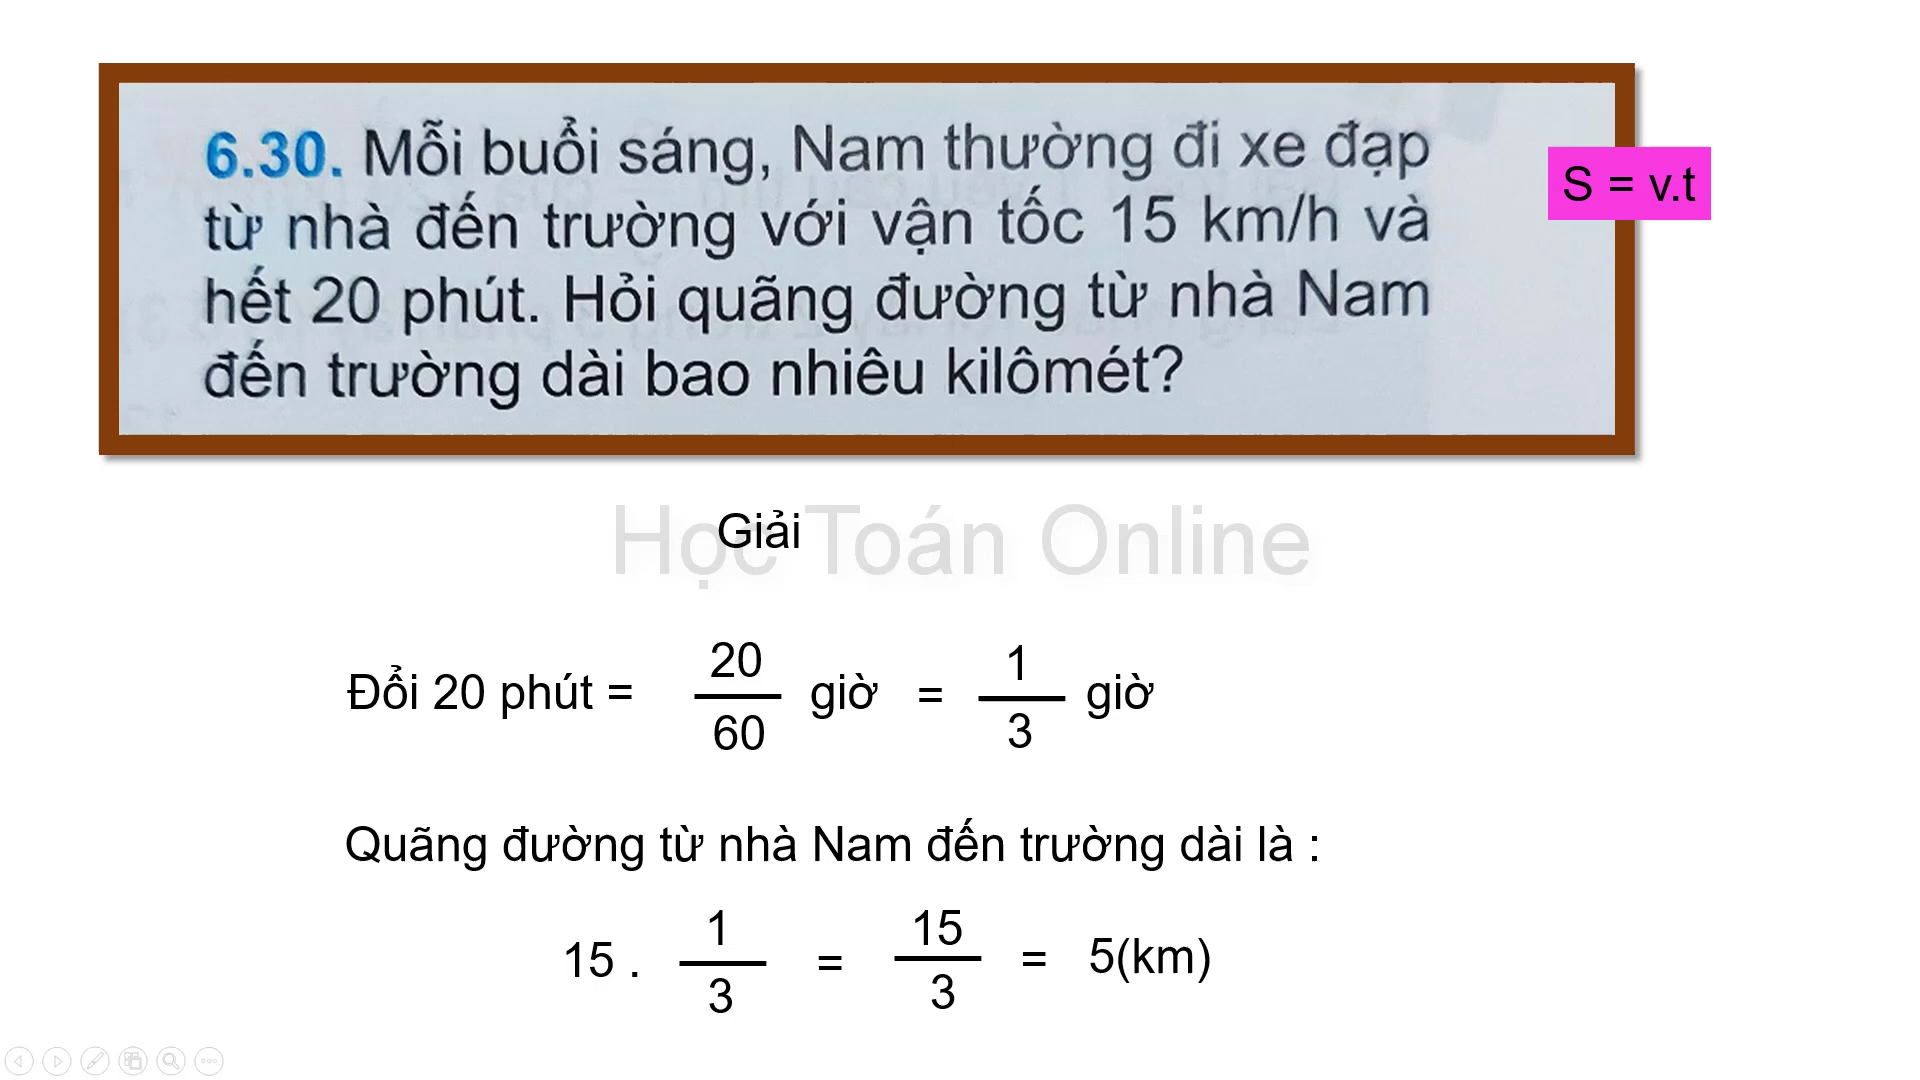 6.30. Mỗi buổi sáng, Nam thường đi xe đạp
từ nhà đến trường với vận tốc 15 km/h và
hết 20 phút. Hỏi quãng đường từ nhà Nam
đến trường dài bao nhiêu kilômét?
S = v.t
Học Toán Online
Giải
Đổi 20 phút = 20/60 giờ = 1/3 giờ
Quãng đường từ nhà Nam đến trường dài là :
15 . 1/3 = 15/3 = 5(km)